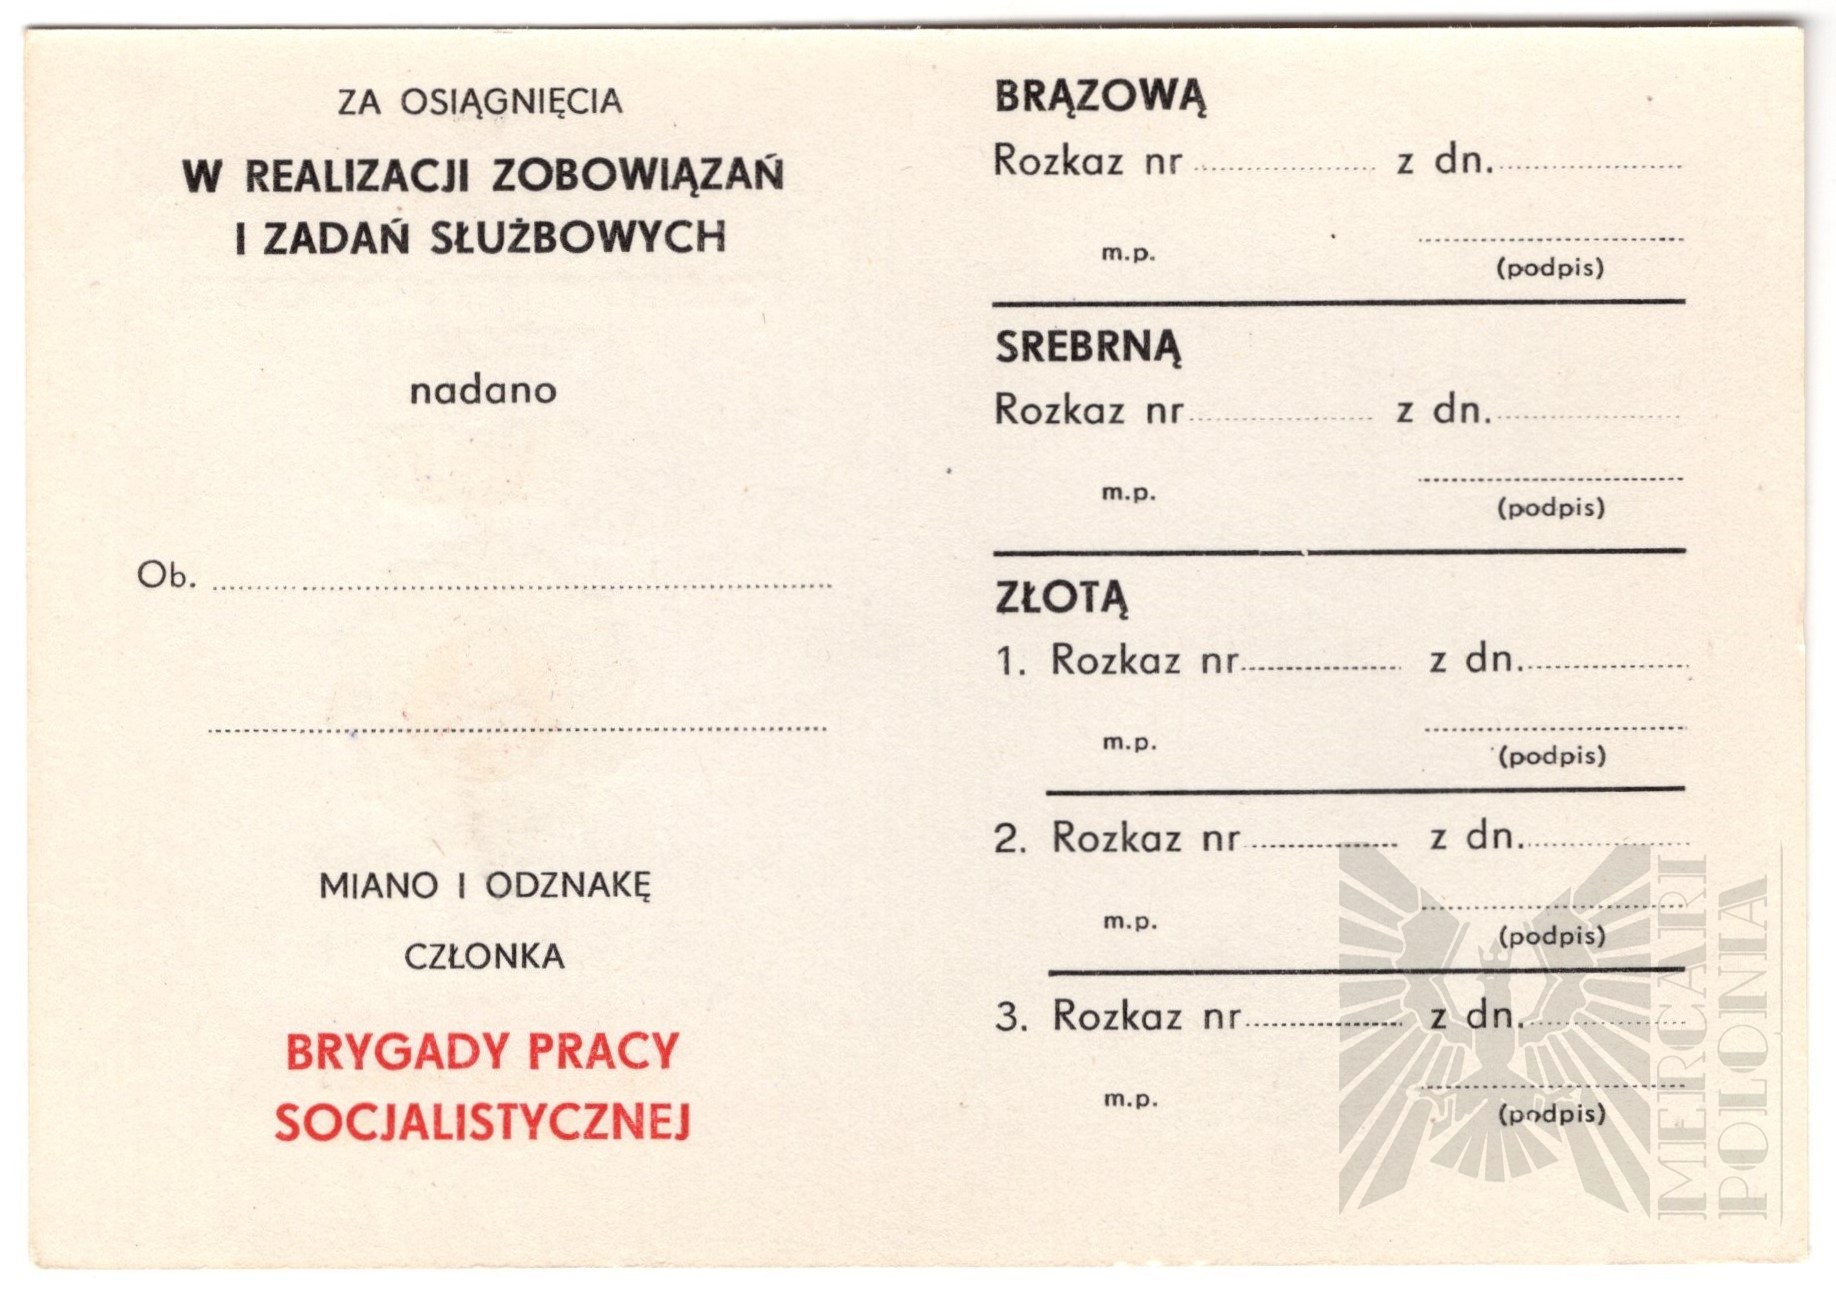 ZA OSIĄGNIĘCIA
W REALIZACJI ZOBOWIĄZAŃ
I ZADAŃ SŁUŻBOWYCH
nadano
Ob.
MIANO I ODZNAKĘ
CZŁONKA
BRYGADY PRACY
SOCJALISTYCZNEJ
BRĄZOWĄ
Rozkaz nr z dn.
m.p.
(podpis)
SREBRNĄ
Rozkaz nr z dn.
m.p.
(podpis)
ZŁOTĄ
1. Rozkaz nr z dn.
m.p.
(podpis)
2. Rozkaz nr z dn.
m.p.
(podpis)
3. Rozkaz nr z dn.
m.p.
(podpis)
MERCARI
POLONIA